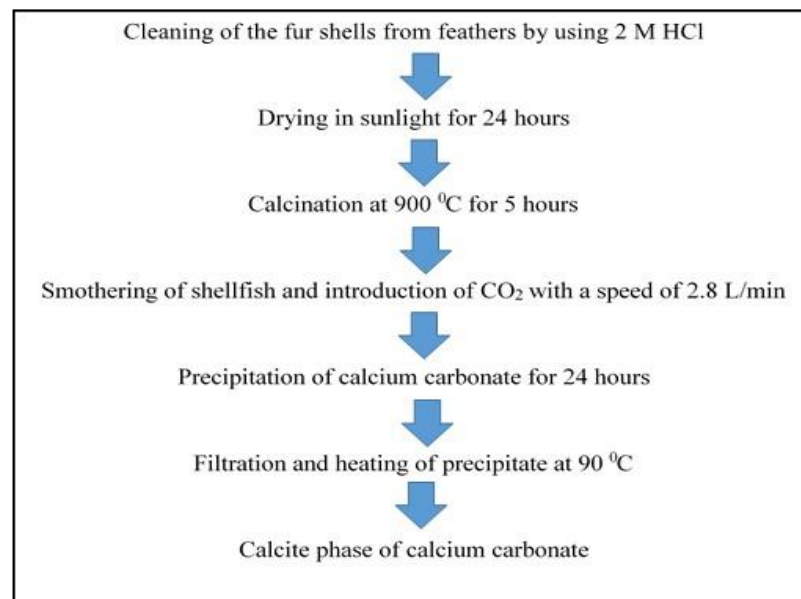 Cleaning of the fur shells from feathers by using 2 M HCl
Drying in sunlight for 24 hours
Calcination at 900 ⁰C for 5 hours
Smothering of shellfish and introduction of CO₂ with a speed of 2.8 L/min
Precipitation of calcium carbonate for 24 hours
Filtration and heating of precipitate at 90 ⁰C
Calcite phase of calcium carbonate